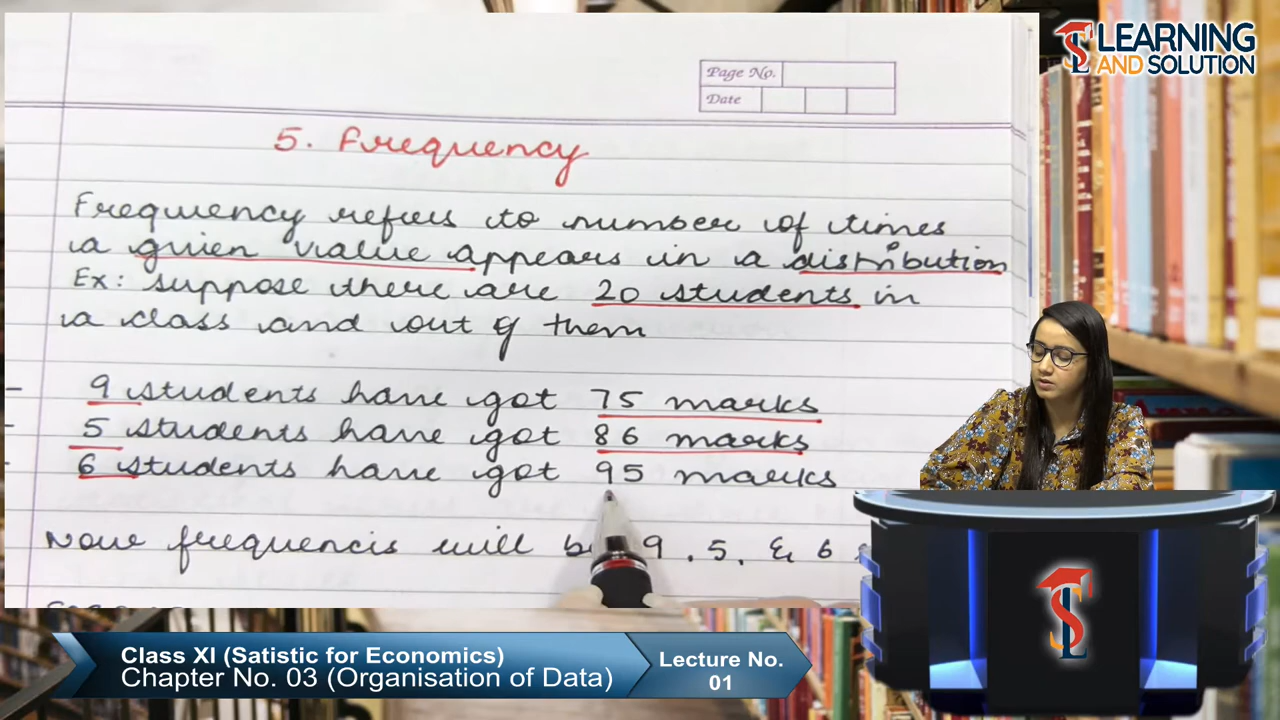 LEARNING
AND SOLUTION
Page No.
Date
5. Frequency
Frequency refers to number of times
a given value appears in a distribution
Ex: suppose there are 20 students in
a class and out of them
- 9 students have got 75 marks
- 5 students have got 86 marks
- 6 students have got 95 marks
Now frequencis will 9, 5, & 6
Class XI (Satistic for Economics)
Chapter No. 03 (Organisation of Data)
Lecture No.
01